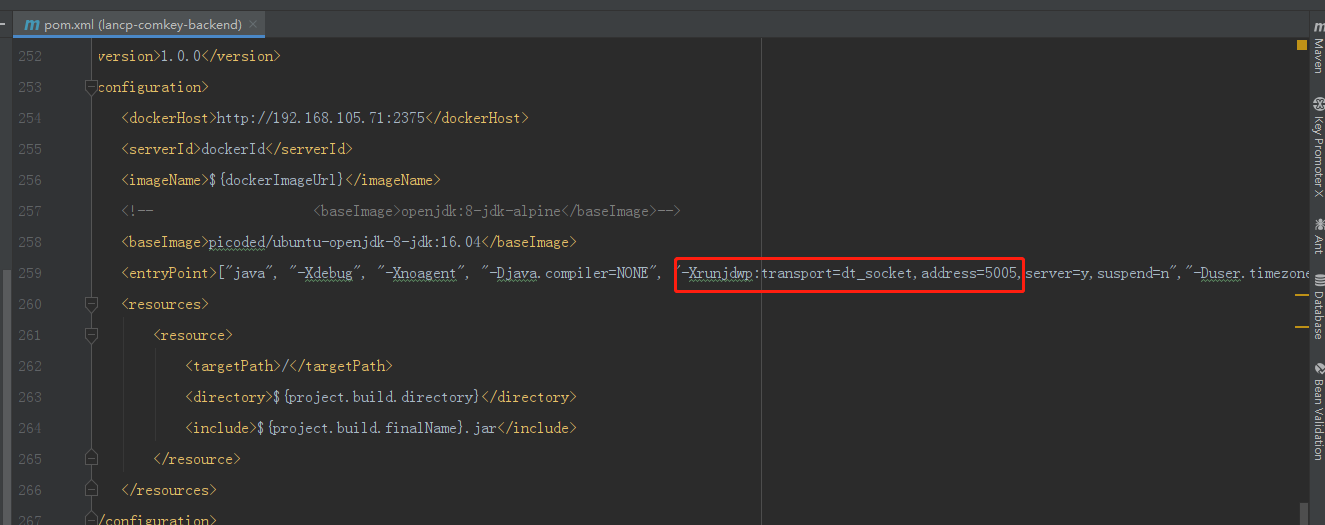 m pom.xml (lancp-comkey-backend) ×
252 version>1.0.0</version>
253 configuration>
254 <dockerHost>http://192.168.105.71:2375</dockerHost>
255 <serverId>dockerId</serverId>
256 <imageName>${dockerImageUrl}</imageName>
257 <!-- <baseImage>openjdk:8-jdk-alpine</baseImage>-->
258 <baseImage>picoded/ubuntu-openjdk-8-jdk:16.04</baseImage>
259 <entryPoint>["java", "-Xdebug", "-Xnoagent", "-Djava.compiler=NONE", "-Xrunjdwp:transport=dt_socket,address=5005,server=y,suspend=n","-Duser.timezone
260 <resources>
261 <resource>
262 <targetPath>/</targetPath>
263 <directory>${project.build.directory}</directory>
264 <include>${project.build.finalName}.jar</include>
265 </resource>
266 </resources>
267 /configuration>
m Maven
Key Promoter X
Ant
Database
Bean Validation